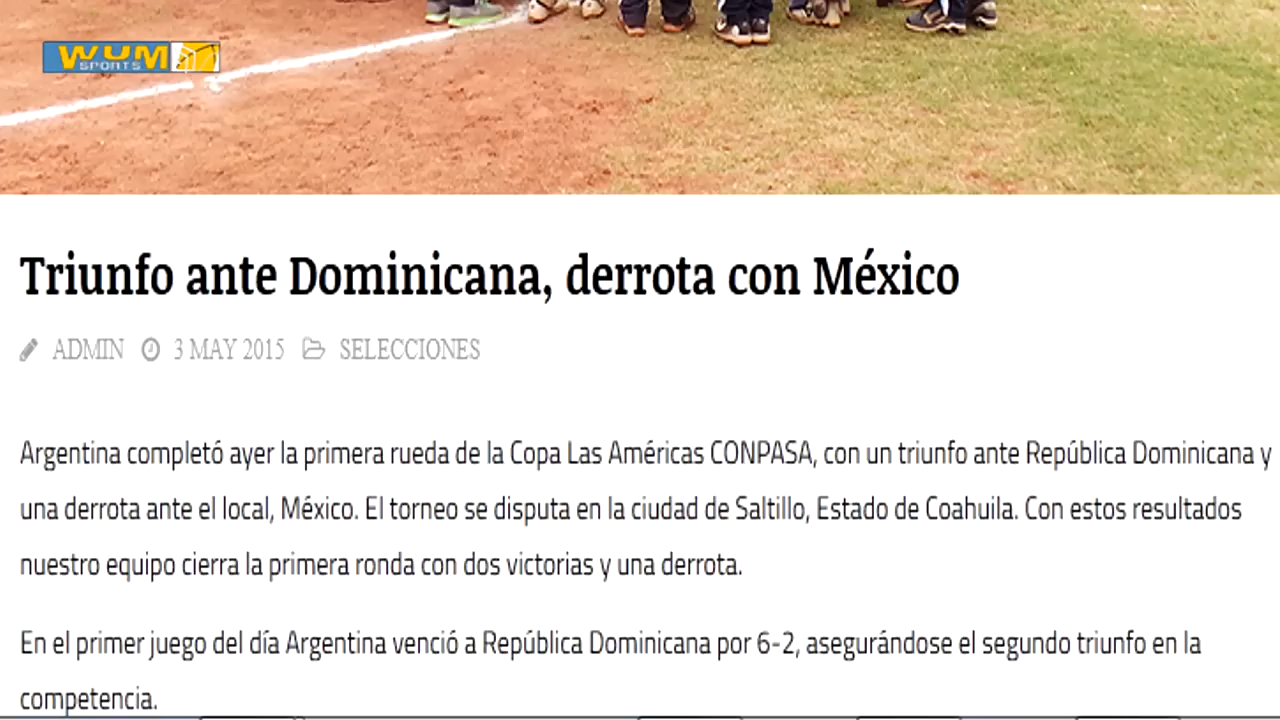 WUM
SPORTS
Triunfo ante Dominicana, derrota con México
ADMIN 3 MAY 2015 SELECCIONES
Argentina completó ayer la primera rueda de la Copa Las Américas CONPASA, con un triunfo ante República Dominicana y
una derrota ante el local, México. El torneo se disputa en la ciudad de Saltillo, Estado de Coahuila. Con estos resultados
nuestro equipo cierra la primera ronda con dos victorias y una derrota.
En el primer juego del día Argentina venció a República Dominicana por 6-2, asegurándose el segundo triunfo en la
competencia.